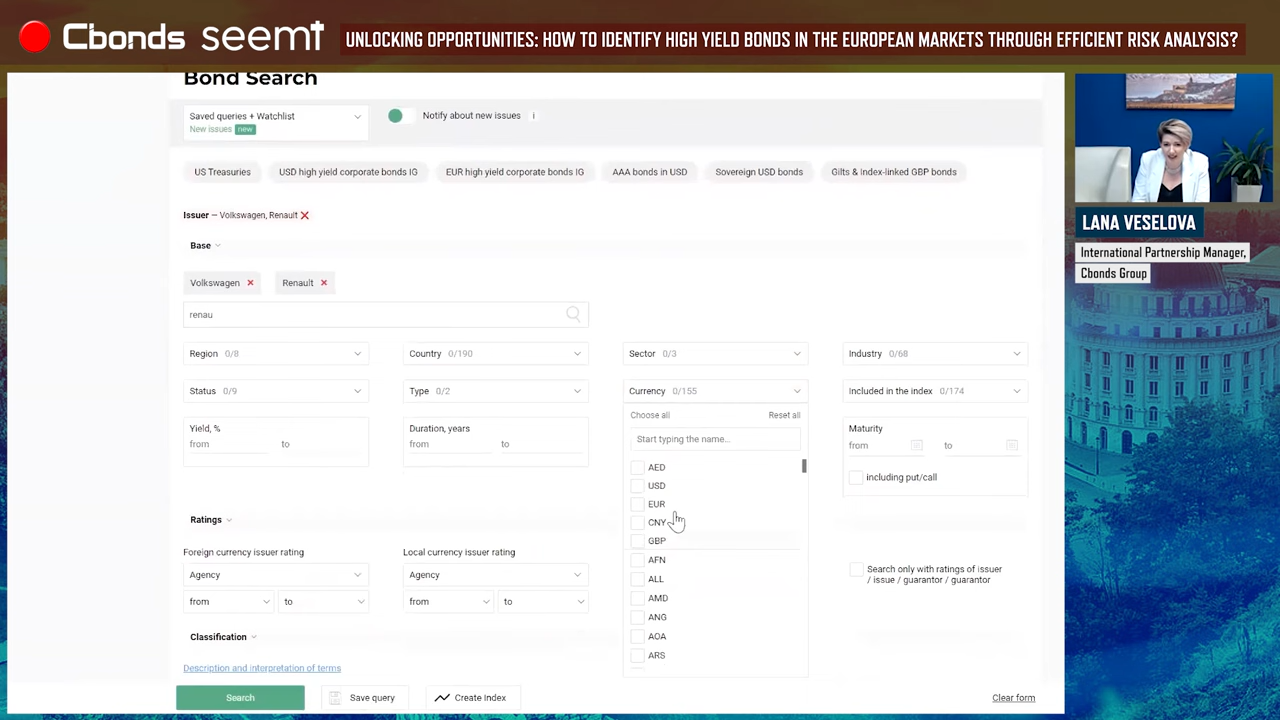 Cbonds seemt
UNLOCKING OPPORTUNITIES: HOW TO IDENTIFY HIGH YIELD BONDS IN THE EUROPEAN MARKETS THROUGH EFFICIENT RISK ANALYSIS?
Bond Search
Saved queries + Watchlist
New issues new
Notify about new issues i
US Treasuries USD high yield corporate bonds IG EUR high yield corporate bonds IG AAA bonds in USD Sovereign USD bonds Gilts & Index-linked GBP bonds
Issuer — Volkswagen, Renault
Base
Volkswagen Renault
renau
Region 0/8 Country 0/190 Sector 0/3 Industry 0/68
Status 0/9 Type 0/2 Currency 0/155 Included in the index 0/174
Choose all Reset all
Yield, % Duration, years Maturity
from to from to from to
Start typing the name...
including put/call
AED
USD
EUR
CNY
GBP
AFN
ALL
AMD
ANG
AOA
ARS
Ratings
Foreign currency issuer rating Local currency issuer rating
Agency Agency
from to from to
Search only with ratings of issuer
/ issue / guarantor / guarantor
Classification
Description and interpretation of terms
Search Save query Create Index Clear form
LANA VESELOVA
International Partnership Manager,
Cbonds Group